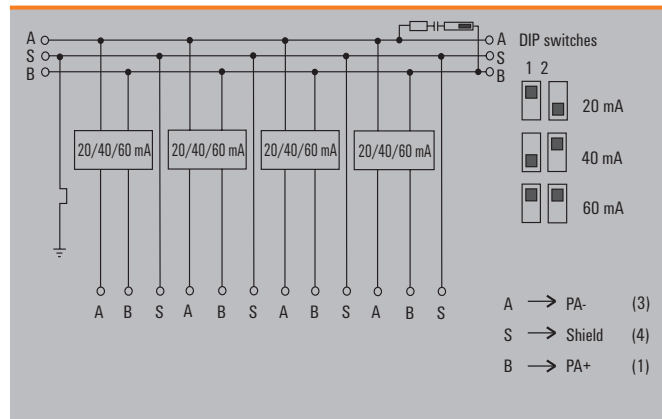 A
S
B
A
S
B
DIP switches
1 2
20 mA
40 mA
60 mA
20/40/60 mA 20/40/60 mA 20/40/60 mA 20/40/60 mA
A B S A B S A B S A B S
A → PA- (3)
S → Shield (4)
B → PA+ (1)